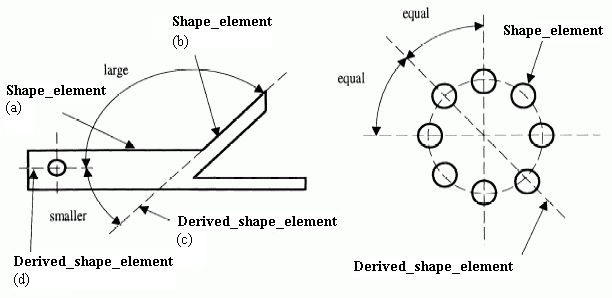 Shape_element
(b)
large
Shape_element
(a)
smaller
Derived_shape_element
(c)
Derived_shape_element
(d)
equal
Shape_element
equal
Derived_shape_element